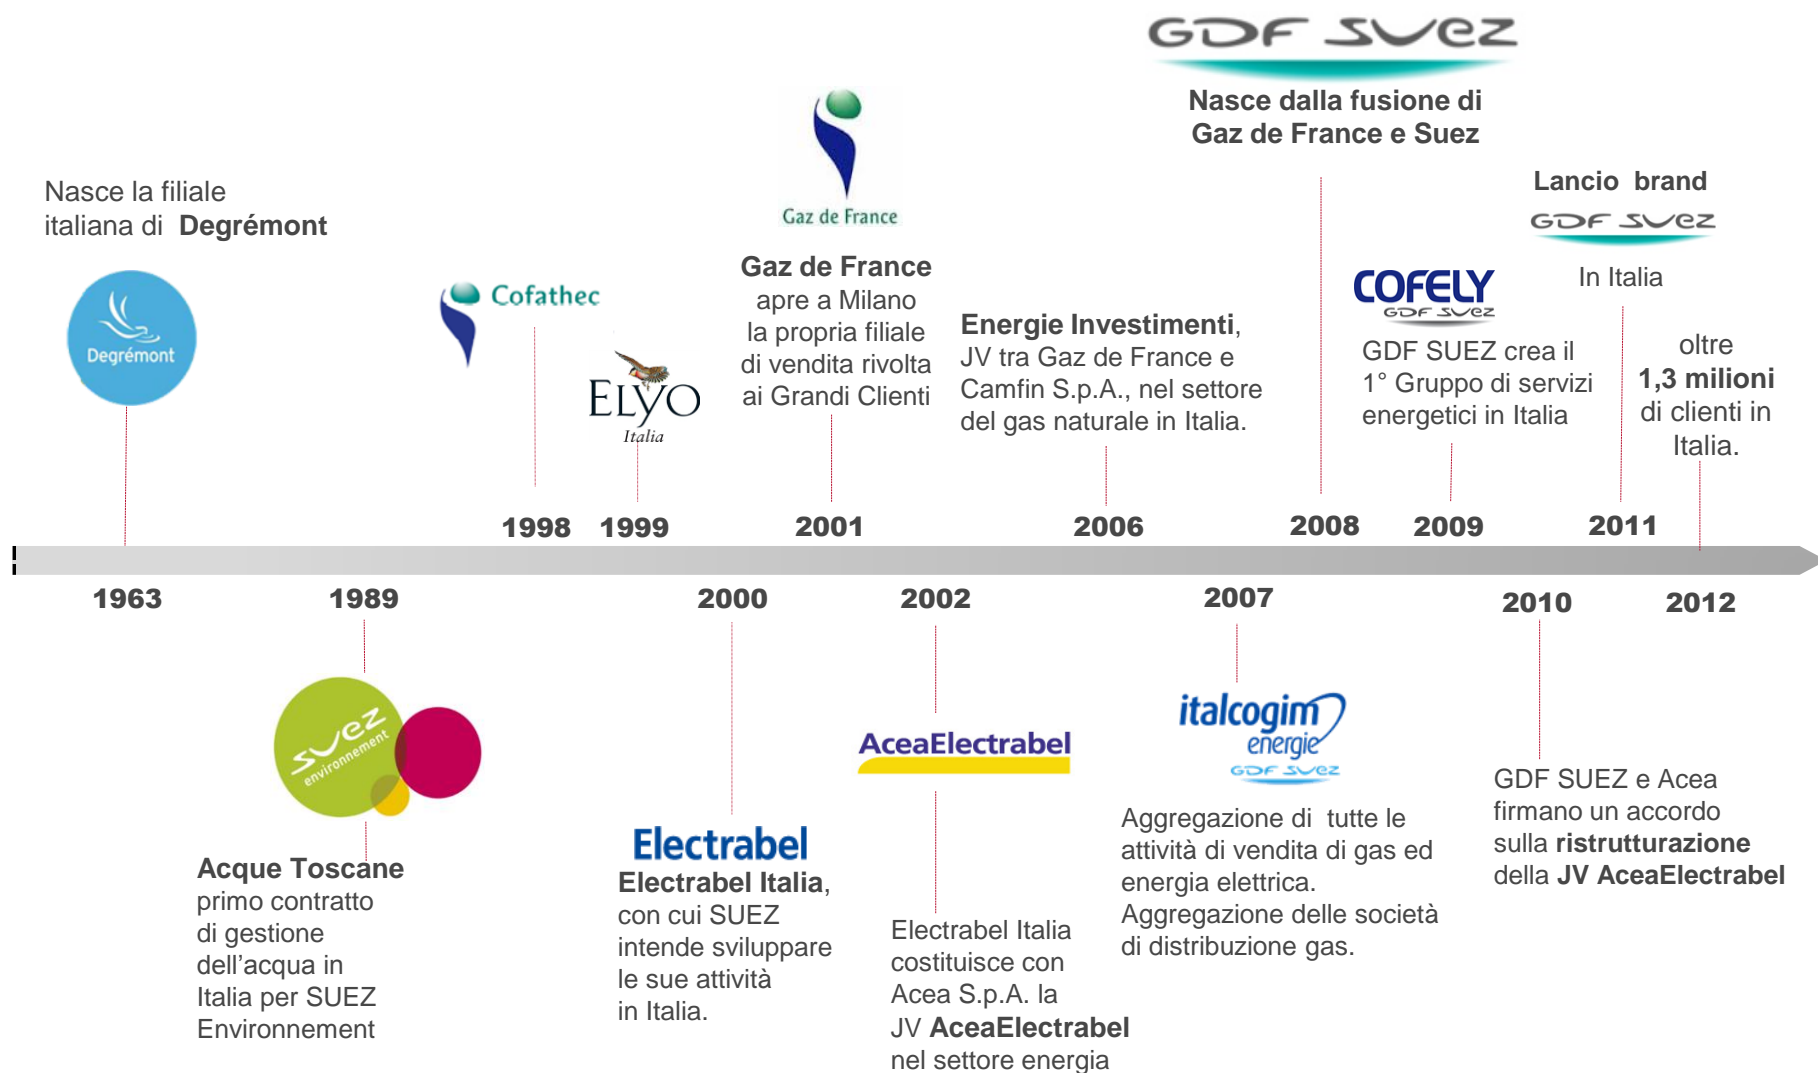 GDF SUEZ
Nasce dalla fusione di
Gaz de France e Suez
Nasce la filiale
italiana di Degrémont
Degrémont
Cofathec
ELYO
Italia
Gaz de France
Gaz de France
apre a Milano
la propria filiale
di vendita rivolta
ai Grandi Clienti
Energie Investimenti,
JV tra Gaz de France e
Camfin S.p.A., nel settore
del gas naturale in Italia.
COFELY
GDF SUEZ
GDF SUEZ crea il
1° Gruppo di servizi
energetici in Italia
Lancio brand
GDF SUEZ
In Italia
oltre
1,3 milioni
di clienti in
Italia.
1998
1999
2001
2006
2008
2009
2011
1963
1989
2000
2002
2007
2010
2012
SUEZ
environnement
Acque Toscane
primo contratto
di gestione
dell'acqua in
Italia per SUEZ
Environnement
Electrabel
Electrabel Italia,
con cui SUEZ
intende sviluppare
le sue attività
in Italia.
AceaElectrabel
Electrabel Italia
costituisce con
Acea S.p.A. la
JV AceaElectrabel
nel settore energia
italcogim
energie
GDF SUEZ
Aggregazione di tutte le
attività di vendita di gas ed
energia elettrica.
Aggregazione delle società
di distribuzione gas.
GDF SUEZ e Acea
firmano un accordo
sulla ristrutturazione
della JV AceaElectrabel